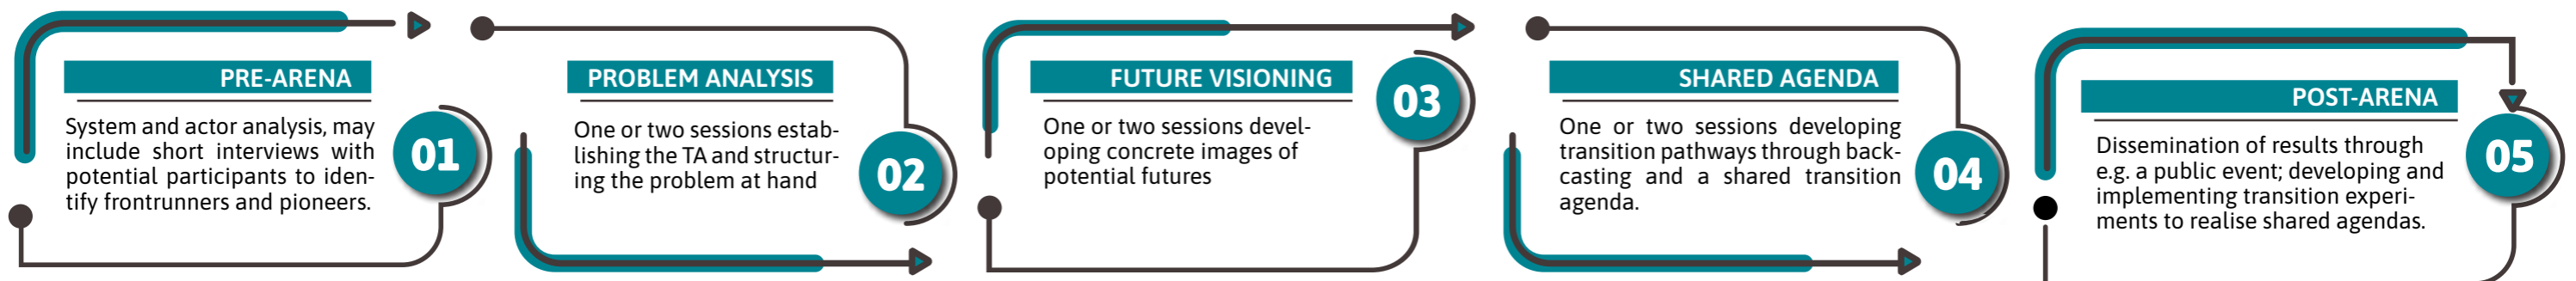 PRE-ARENA
System and actor analysis, may
include short interviews with
potential participants to iden-
tify frontrunners and pioneers.
01
PROBLEM ANALYSIS
One or two sessions estab-
lishing the TA and structur-
ing the problem at hand
02
FUTURE VISIONING
One or two sessions devel-
oping concrete images of
potential futures
03
SHARED AGENDA
One or two sessions developing
transition pathways through back-
casting and a shared transition
agenda.
04
POST-ARENA
Dissemination of results through
e.g. a public event; developing and
implementing transition experi-
ments to realise shared agendas.
05